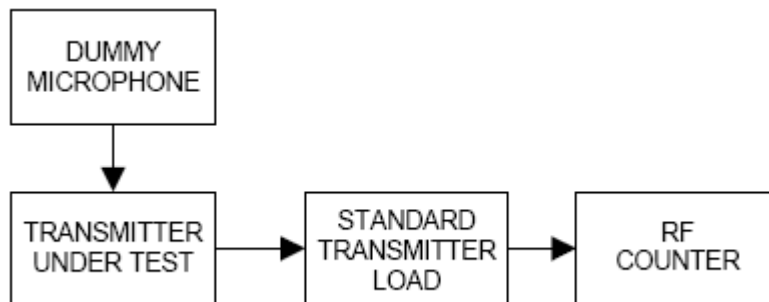 DUMMY
MICROPHONE
TRANSMITTER
UNDER TEST
STANDARD
TRANSMITTER
LOAD
RF
COUNTER